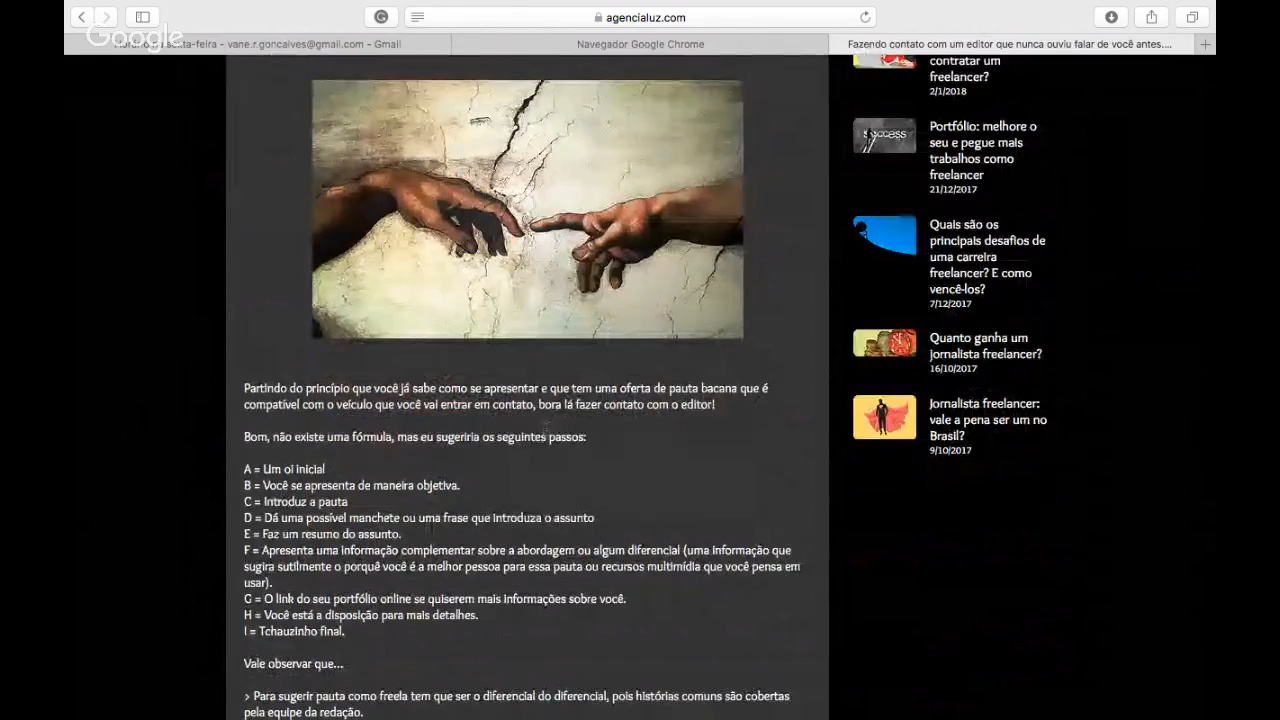 agencialuz.com
Google
sexta-feira - vane.r.goncalves@gmail.com - Gmail
Navegador Google Chrome
Fazendo contato com um editor que nunca ouviu falar de você antes....
contratar um
freelancer?
2/1/2018
success
Portfólio: melhore o
seu e pegue mais
trabalhos como
freelancer
21/12/2017
Quais são os
principais desafios de
uma carreira
freelancer? E como
vencê-los?
7/12/2017
Quanto ganha um
jornalista freelancer?
16/10/2017
Jornalista freelancer:
vale a pena ser um no
Brasil?
9/10/2017
Partindo do princípio que você já sabe como se apresentar e que tem uma oferta de pauta bacana que é
compatível com o veículo que você vai entrar em contato, bora lá fazer contato com o editor!
Bom, não existe uma fórmula, mas eu sugeriria os seguintes passos:
A = Um oi inicial
B = Você se apresenta de maneira objetiva.
C = Introduz a pauta
D = Dá uma possível manchete ou uma frase que introduza o assunto
E = Faz um resumo do assunto.
F = Apresenta uma informação complementar sobre a abordagem ou algum diferencial (uma informação que
sugira sutilmente o porquê você é a melhor pessoa para essa pauta ou recursos multimídia que você pensa em
usar).
G = O link do seu portfólio online se quiserem mais informações sobre você.
H = Você está a disposição para mais detalhes.
I = Tchauzinho final.
Vale observar que...
> Para sugerir pauta como freela tem que ser o diferencial do diferencial, pois histórias comuns são cobertas
pela equipe da redação.